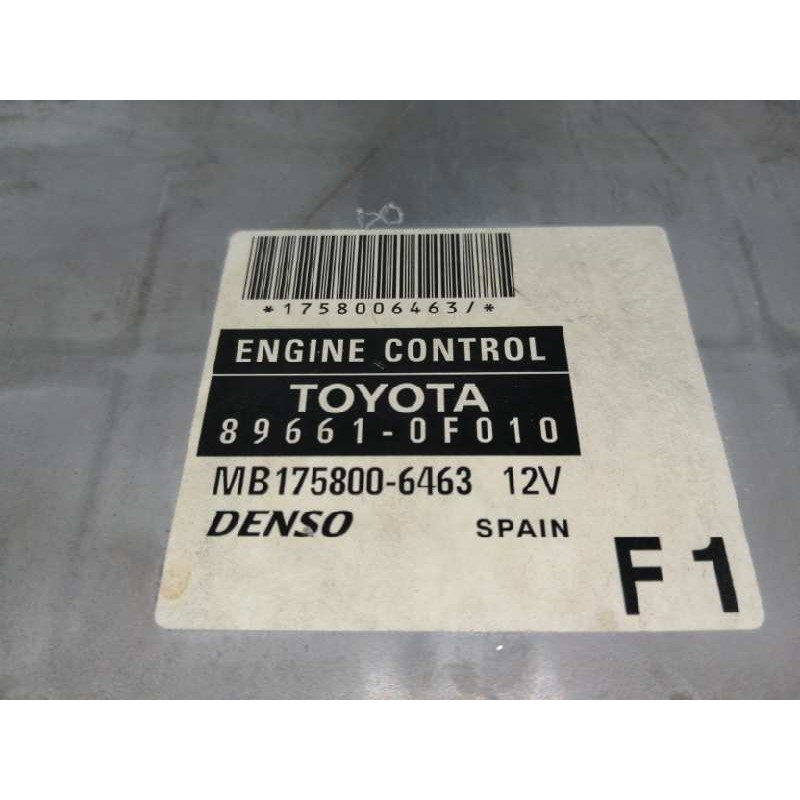 *1758006463/*
ENGINE CONTROL
TOYOTA
89661-0F010
MB175800-6463 12V
DENSO SPAIN
F1